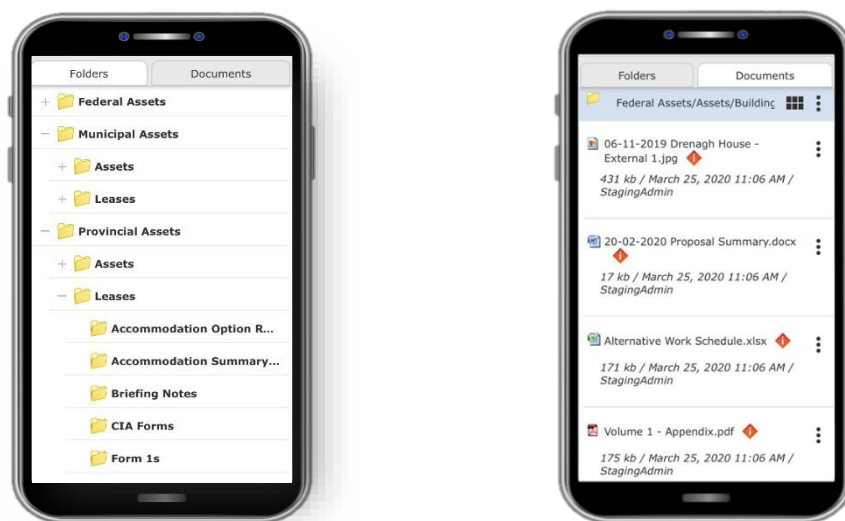 Folders
Documents
Federal Assets
Municipal Assets
Assets
Leases
Provincial Assets
Assets
Leases
Accommodation Option R...
Accommodation Summary...
Briefing Notes
CIA Forms
Form 1s
Folders
Documents
Federal Assets/Assets/Building
06-11-2019 Drenagh House -
External 1.jpg
431 kb / March 25, 2020 11:06 AM /
StagingAdmin
20-02-2020 Proposal Summary.docx
17 kb / March 25, 2020 11:06 AM /
StagingAdmin
Alternative Work Schedule.xlsx
171 kb / March 25, 2020 11:06 AM /
StagingAdmin
Volume 1 - Appendix.pdf
175 kb / March 25, 2020 11:06 AM /
StagingAdmin